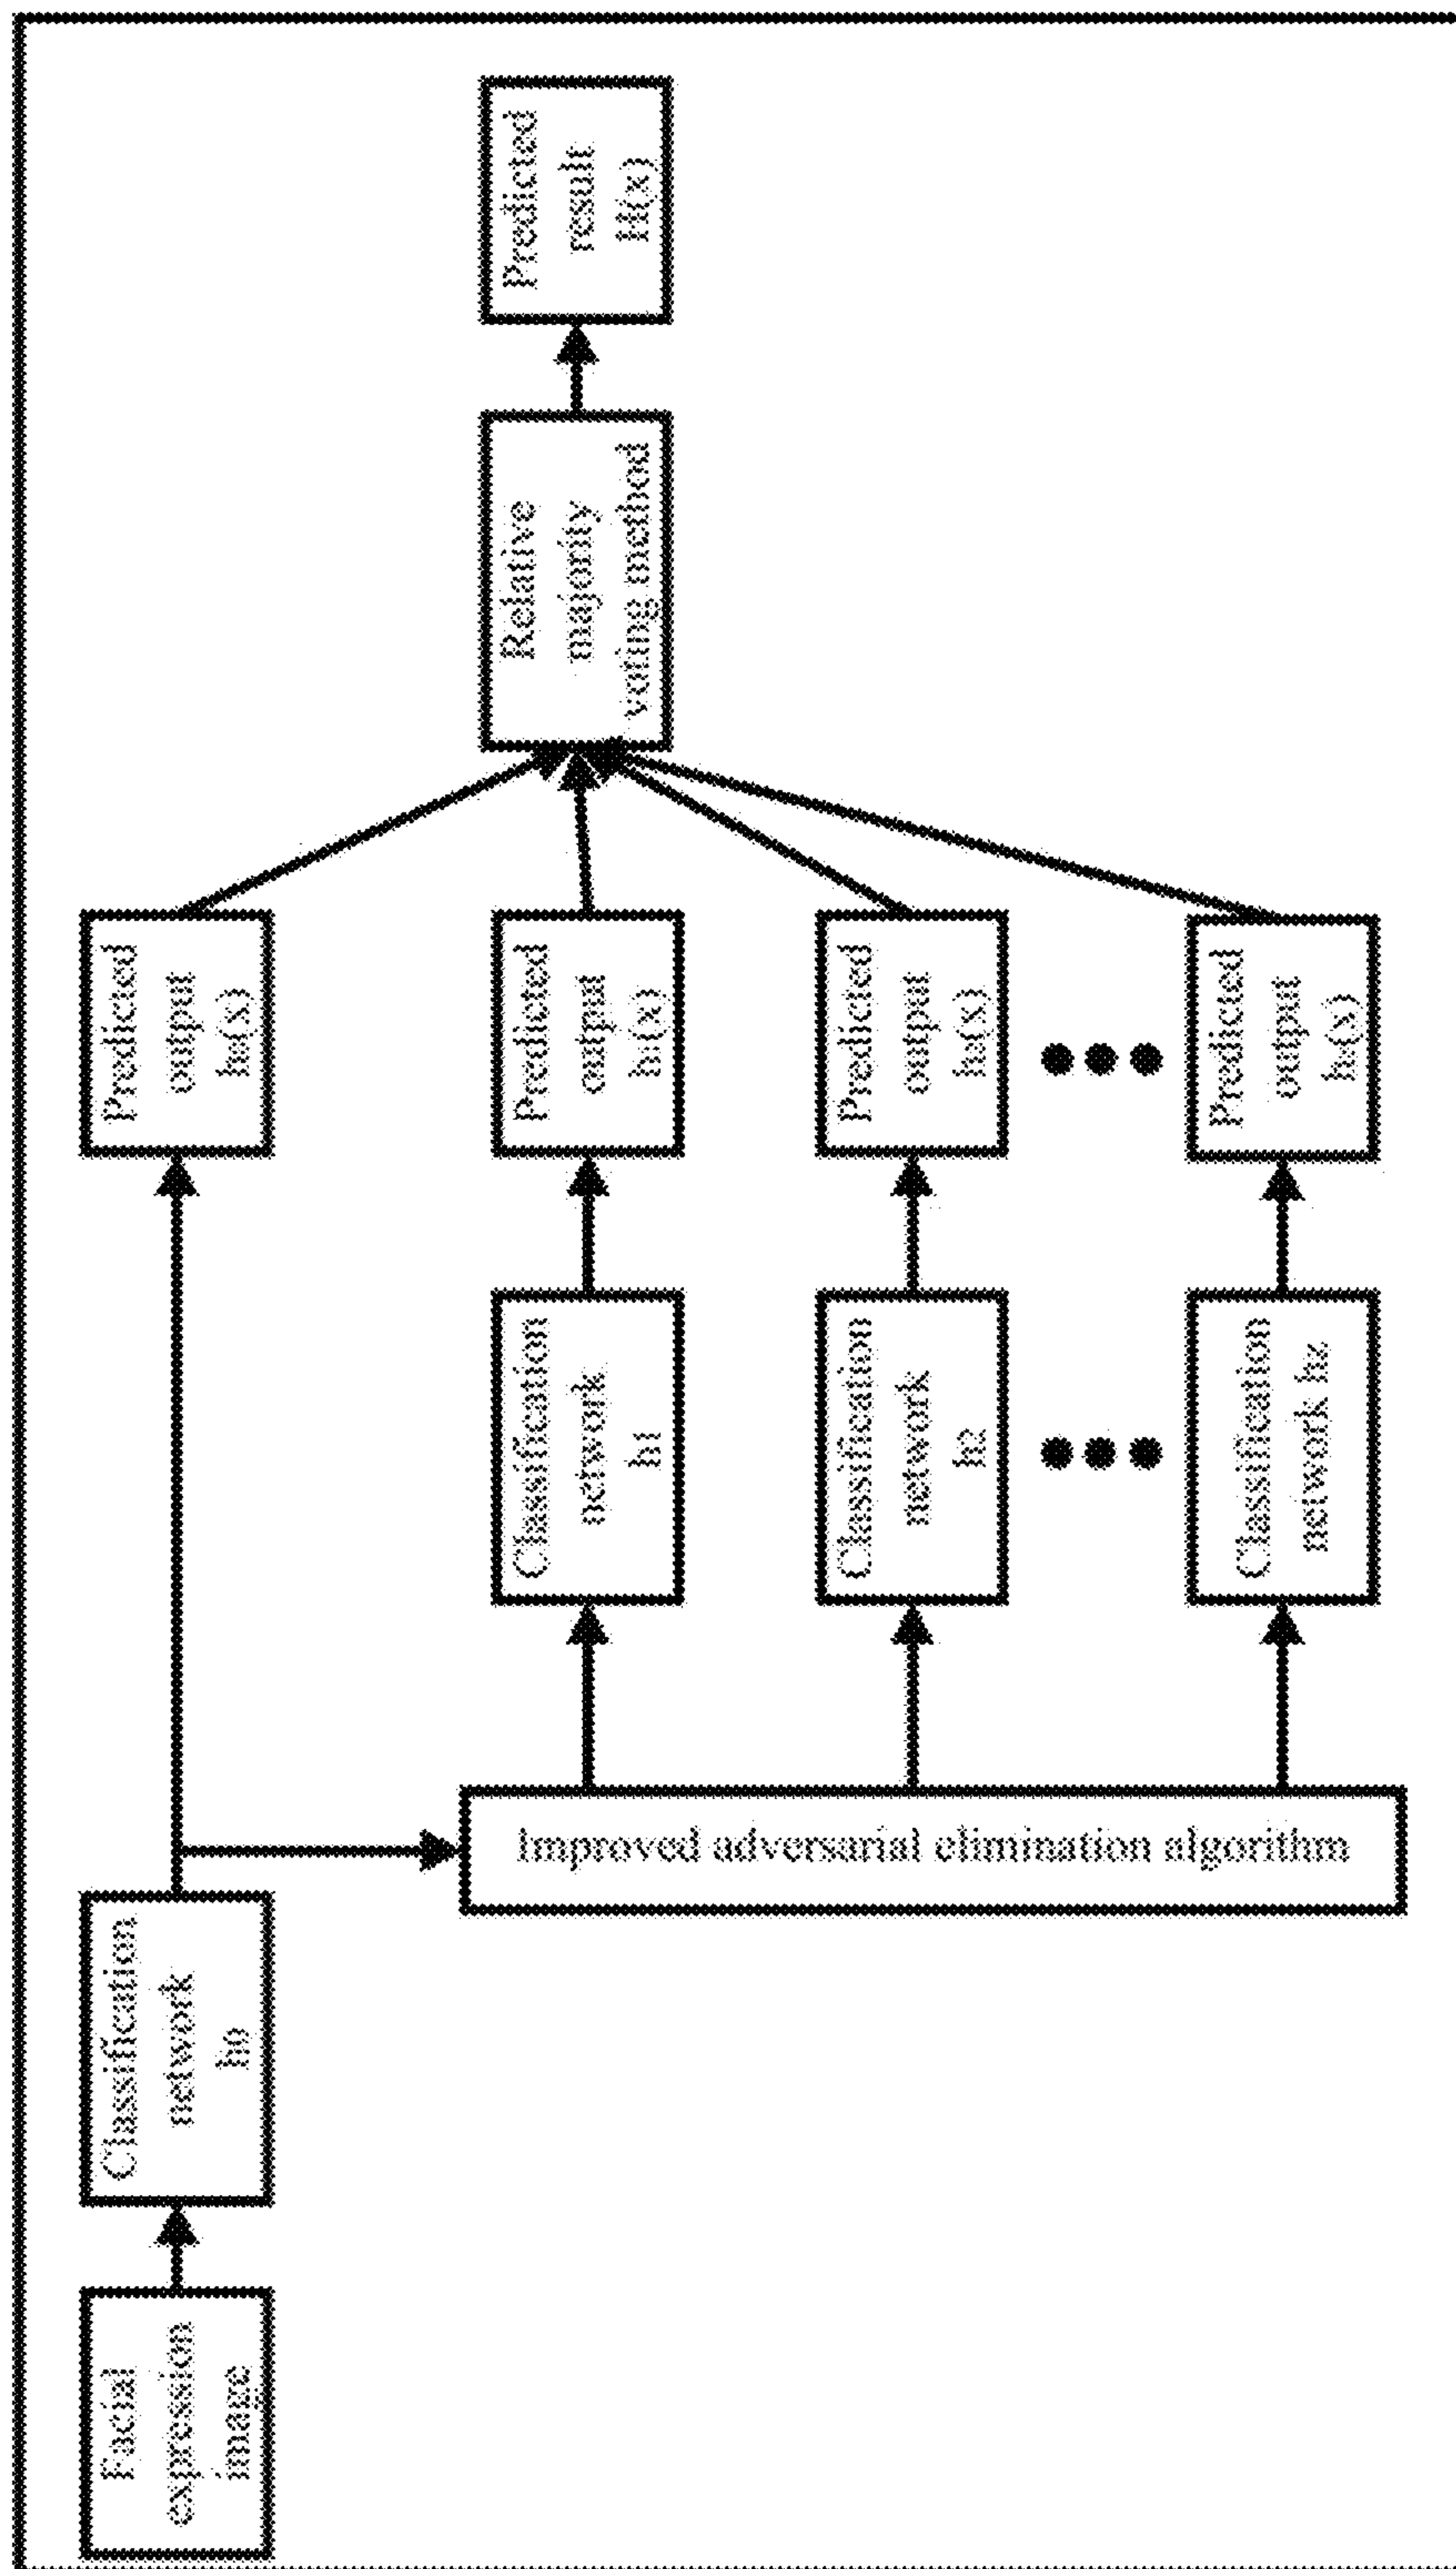 Facial
expression
image
Classification
network
h0
Improved adversarial elimination algorithm
Classification
network
h1
Classification
network
h2
Classification
network hz
Predicted
output
h0(x)
Predicted
output
h1(x)
Predicted
output
h2(x)
Predicted
output
Relative
majority
voting method
Predicted
result
H(x)